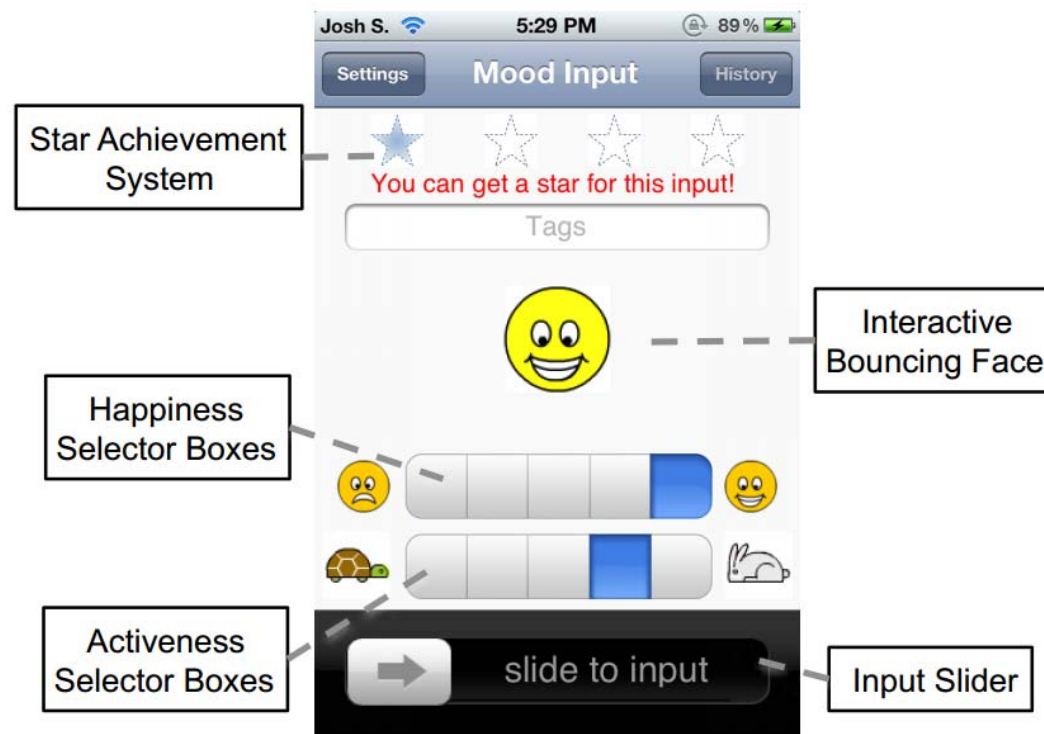 Josh S. 5:29 PM 89%
Settings Mood Input History
Star Achievement
System
You can get a star for this input!
Tags
Interactive
Bouncing Face
Happiness
Selector Boxes
Activeness
Selector Boxes
slide to input
Input Slider